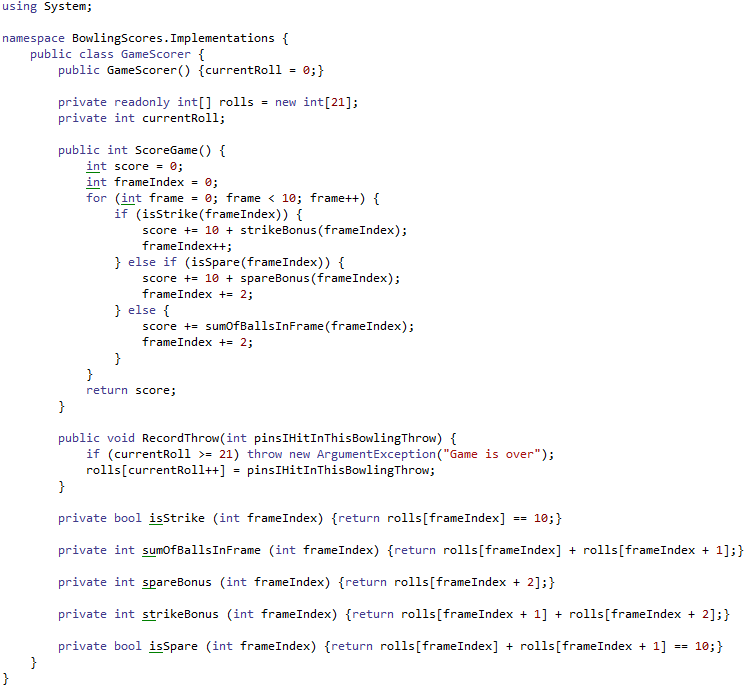 using System;

namespace BowlingScores.Implementations {
    public class GameScorer {
        public GameScorer() {currentRoll = 0;}

        private readonly int[] rolls = new int[21];
        private int currentRoll;

        public int ScoreGame() {
            int score = 0;
            int frameIndex = 0;
            for (int frame = 0; frame < 10; frame++) {
                if (isStrike(frameIndex)) {
                    score += 10 + strikeBonus(frameIndex);
                    frameIndex++;
                } else if (isSpare(frameIndex)) {
                    score += 10 + spareBonus(frameIndex);
                    frameIndex += 2;
                } else {
                    score += sumOfBallsInFrame(frameIndex);
                    frameIndex += 2;
                }
            }
            return score;
        }

        public void RecordThrow(int pinsIHitInThisBowlingThrow) {
            if (currentRoll >= 21) throw new ArgumentException("Game is over");
            rolls[currentRoll++] = pinsIHitInThisBowlingThrow;
        }

        private bool isStrike (int frameIndex) {return rolls[frameIndex] == 10;}

        private int sumOfBallsInFrame (int frameIndex) {return rolls[frameIndex] + rolls[frameIndex + 1];}

        private int spareBonus (int frameIndex) {return rolls[frameIndex + 2];}

        private int strikeBonus (int frameIndex) {return rolls[frameIndex + 1] + rolls[frameIndex + 2];}

        private bool isSpare (int frameIndex) {return rolls[frameIndex] + rolls[frameIndex + 1] == 10;}
    }
}